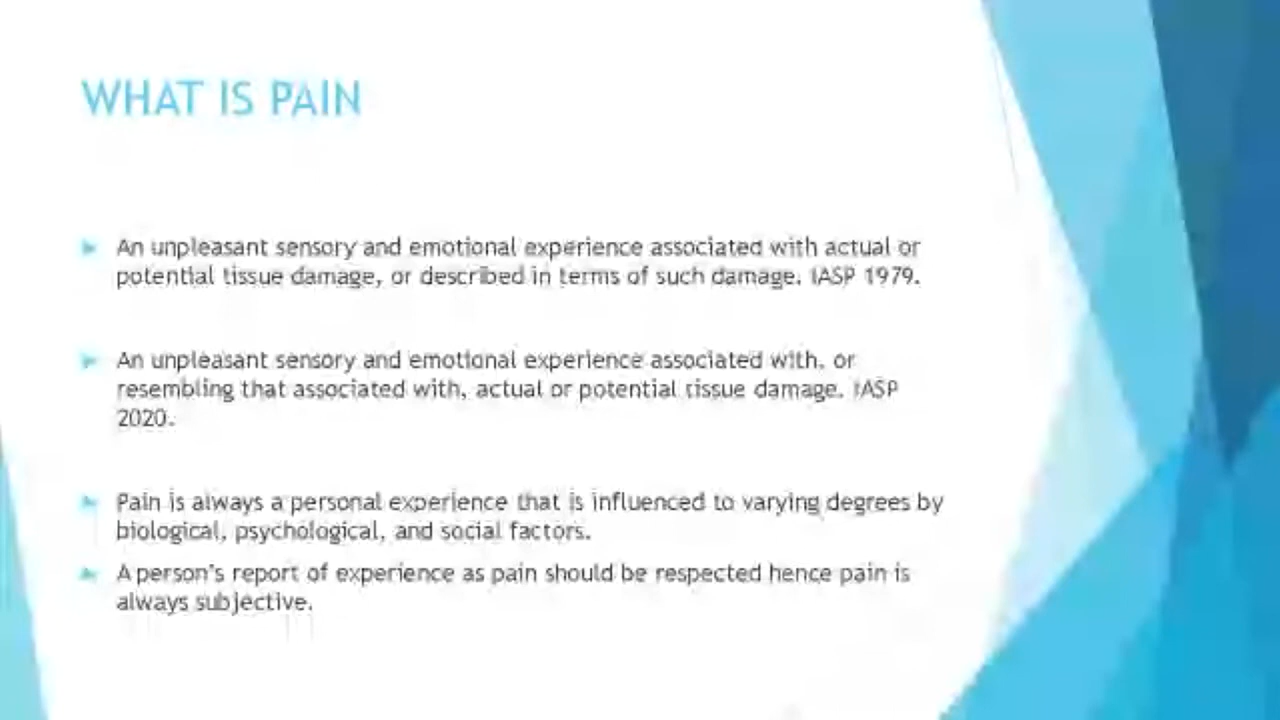 WHAT IS PAIN
An unpleasant sensory and emotional experience associated with actual or
potential tissue damage, or described in terms of such damage. IASP 1979.
An unpleasant sensory and emotional experience associated with, or
resembling that associated with, actual or potential tissue damage. IASP
2020.
Pain is always a personal experience that is influenced to varying degrees by
biological, psychological, and social factors.
A person's report of experience as pain should be respected hence pain is
always subjective.